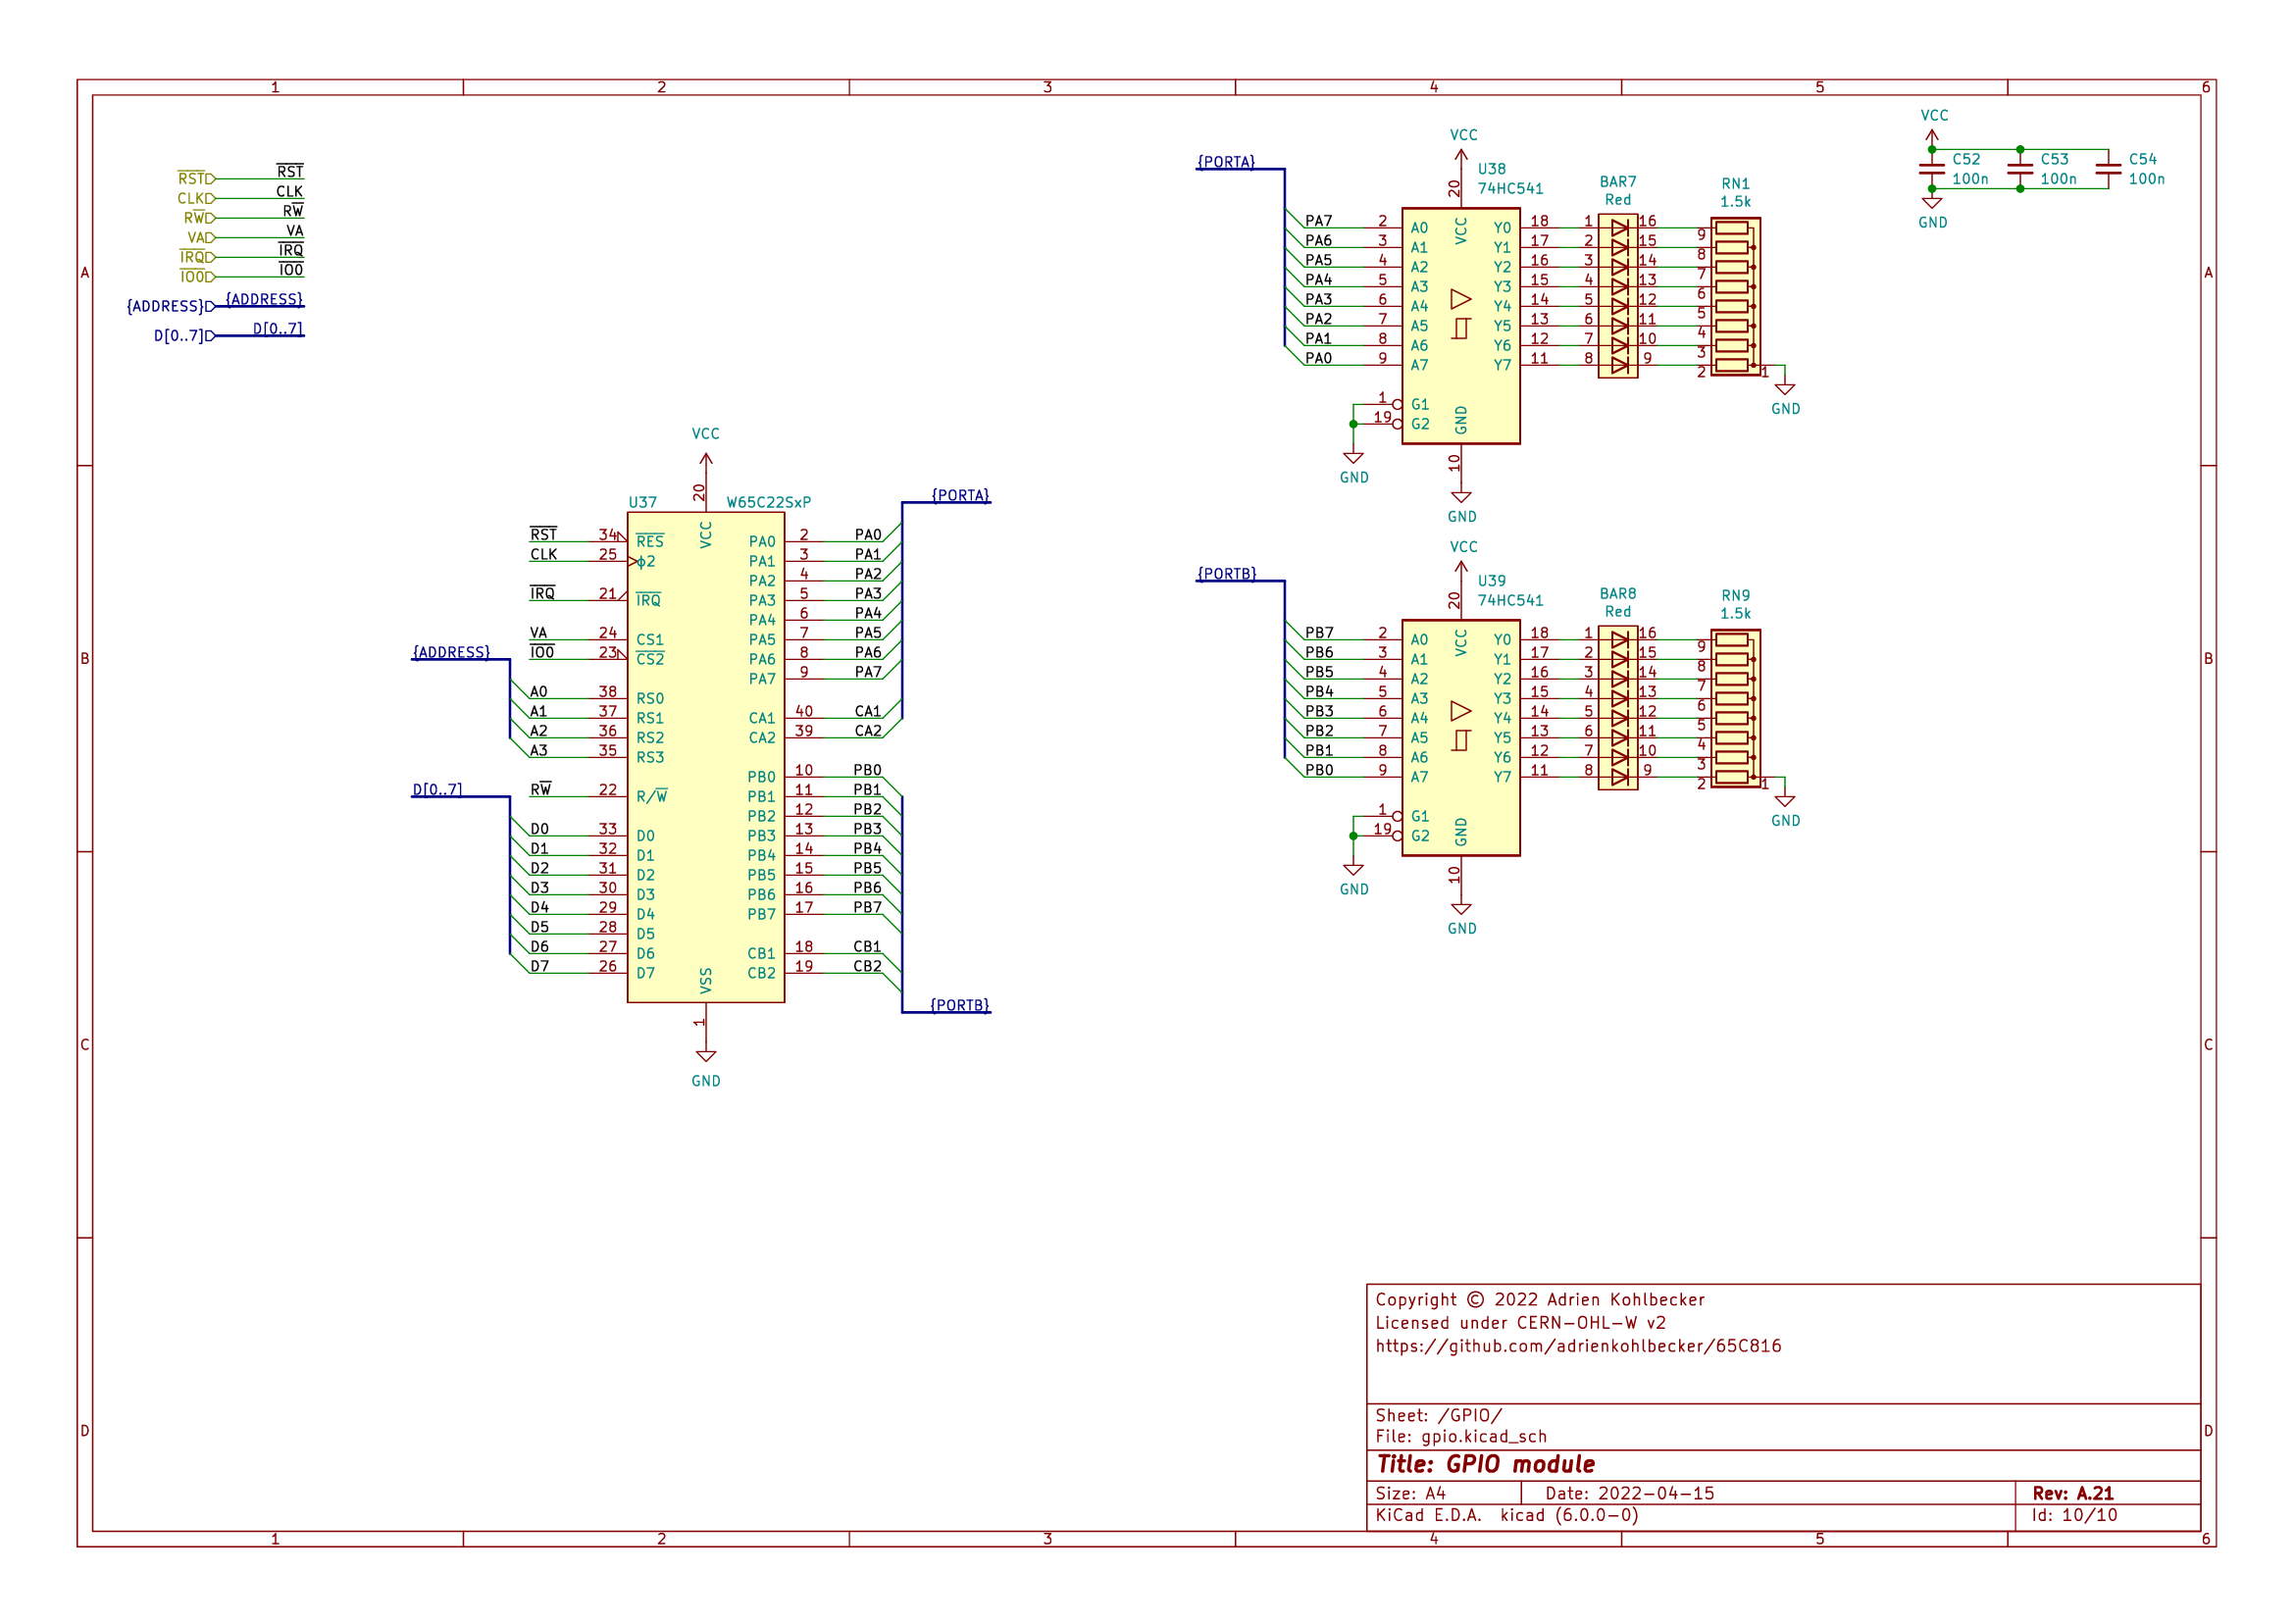 1 2 3 4 5 6
A A
B B
C C
D D
1 2 3 4 5 6
RST RST
CLK CLK
RW RW
VA VA
IRQ IRQ
IO0 IO0
{ADDRESS} {ADDRESS}
D[0..7] D[0..7]
VCC
20
U37 W65C22SxP
VCC
RST 34 RES
CLK 25 ϕ2
IRQ 21 IRQ
VA 24 CS1
IO0 23 CS2
{ADDRESS}
A0 38 RS0
A1 37 RS1
A2 36 RS2
A3 35 RS3
D[0..7]
RW 22 R/W
D0 33 D0
D1 32 D1
D2 31 D2
D3 30 D3
D4 29 D4
D5 28 D5
D6 27 D6
D7 26 D7
VSS
1
GND
{PORTA}
PA0 2 PA0
PA1 3 PA1
PA2 4 PA2
PA3 5 PA3
PA4 6 PA4
PA5 7 PA5
PA6 8 PA6
PA7 9 PA7
CA1 40 CA1
CA2 39 CA2
PB0 10 PB0
PB1 11 PB1
PB2 12 PB2
PB3 13 PB3
PB4 14 PB4
PB5 15 PB5
PB6 16 PB6
PB7 17 PB7
CB1 18 CB1
CB2 19 CB2
{PORTB}
{PORTA}
VCC
20
U38
74HC541
VCC
BAR7
Red
RN1
1.5k
PA7 2 A0 Y0 18 1 16 9
PA6 3 A1 Y1 17 2 15 8
PA5 4 A2 Y2 16 3 14 7
PA4 5 A3 Y3 15 4 13 6
PA3 6 A4 Y4 14 5 12 5
PA2 7 A5 Y5 13 6 11 4
PA1 8 A6 Y6 12 7 10 3
PA0 9 A7 Y7 11 8 9 2 1
1 G1
19 G2
GND
GND
10
GND
GND
{PORTB}
VCC
20
U39
74HC541
VCC
BAR8
Red
RN9
1.5k
PB7 2 A0 Y0 18 1 16 9
PB6 3 A1 Y1 17 2 15 8
PB5 4 A2 Y2 16 3 14 7
PB4 5 A3 Y3 15 4 13 6
PB3 6 A4 Y4 14 5 12 5
PB2 7 A5 Y5 13 6 11 4
PB1 8 A6 Y6 12 7 10 3
PB0 9 A7 Y7 11 8 9 2 1
1 G1
19 G2
GND
GND
10
GND
GND
VCC
C52 C53 C54
100n 100n 100n
GND
Copyright © 2022 Adrien Kohlbecker
Licensed under CERN-OHL-W v2
https://github.com/adrienkohlbecker/65C816
Sheet: /GPIO/
File: gpio.kicad_sch
Title: GPIO module
Size: A4 Date: 2022-04-15 Rev: A.21
KiCad E.D.A. kicad (6.0.0-0) Id: 10/10